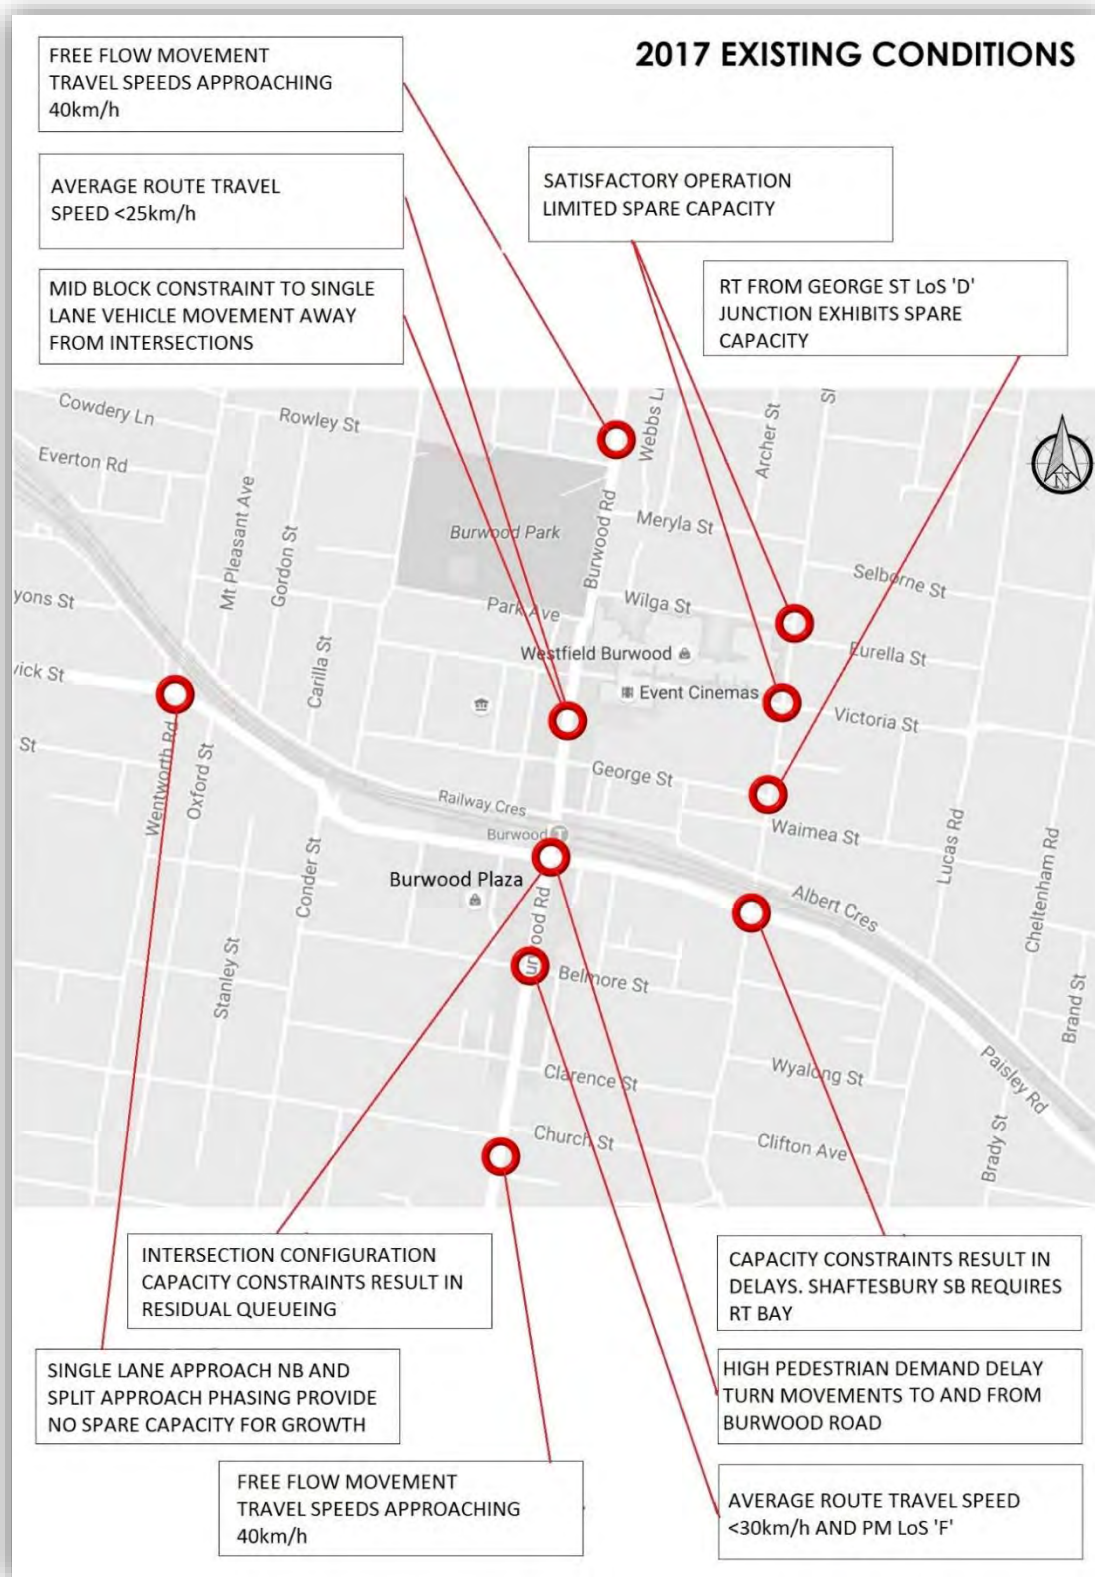 2017 EXISTING CONDITIONS
FREE FLOW MOVEMENT
TRAVEL SPEEDS APPROACHING
40km/h
AVERAGE ROUTE TRAVEL
SPEED <25km/h
MID BLOCK CONSTRAINT TO SINGLE
LANE VEHICLE MOVEMENT AWAY
FROM INTERSECTIONS
SATISFACTORY OPERATION
LIMITED SPARE CAPACITY
RT FROM GEORGE ST LoS 'D'
JUNCTION EXHIBITS SPARE
CAPACITY
Cowdery Ln
Rowley St
Everton Rd
Mt Pleasant Ave
Gordon St
Webbs Ln
Archer St
N
Burwood Park
Burwood Rd
Meryla St
Selborne St
yons St
Park Ave
Wilga St
Carilla St
Westfield Burwood
Eurella St
vick St
Event Cinemas
Victoria St
St
Wentworth Rd
Oxford St
George St
Railway Cres
Burwood
T
Waimea St
Lucas Rd
Cheltenham Rd
Conder St
Burwood Plaza
Albert Cres
urwood Rd
Stanley St
Belmore St
Brand St
Clarence St
Wyalong St
Paisley Rd
Church St
Clifton Ave
Brady St
INTERSECTION CONFIGURATION
CAPACITY CONSTRAINTS RESULT IN
RESIDUAL QUEUEING
CAPACITY CONSTRAINTS RESULT IN
DELAYS. SHAFTESBURY SB REQUIRES
RT BAY
SINGLE LANE APPROACH NB AND
SPLIT APPROACH PHASING PROVIDE
NO SPARE CAPACITY FOR GROWTH
HIGH PEDESTRIAN DEMAND DELAY
TURN MOVEMENTS TO AND FROM
BURWOOD ROAD
FREE FLOW MOVEMENT
TRAVEL SPEEDS APPROACHING
40km/h
AVERAGE ROUTE TRAVEL SPEED
<30km/h AND PM LoS 'F'